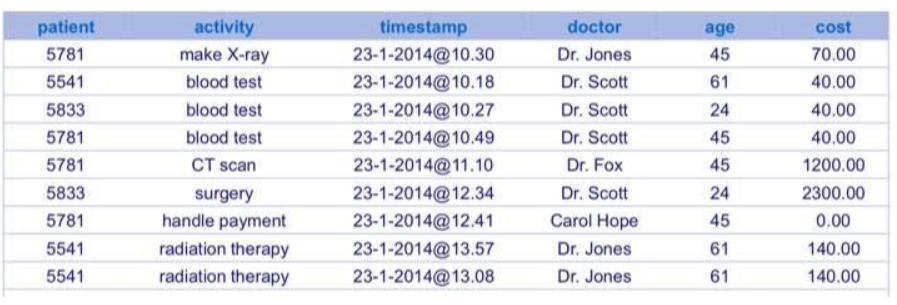 patient activity timestamp doctor age cost
5781 make X-ray 23-1-2014@10.30 Dr. Jones 45 70.00
5541 blood test 23-1-2014@10.18 Dr. Scott 61 40.00
5833 blood test 23-1-2014@10.27 Dr. Scott 24 40.00
5781 blood test 23-1-2014@10.49 Dr. Scott 45 40.00
5781 CT scan 23-1-2014@11.10 Dr. Fox 45 1200.00
5833 surgery 23-1-2014@12.34 Dr. Scott 24 2300.00
5781 handle payment 23-1-2014@12.41 Carol Hope 45 0.00
5541 radiation therapy 23-1-2014@13.57 Dr. Jones 61 140.00
5541 radiation therapy 23-1-2014@13.08 Dr. Jones 61 140.00